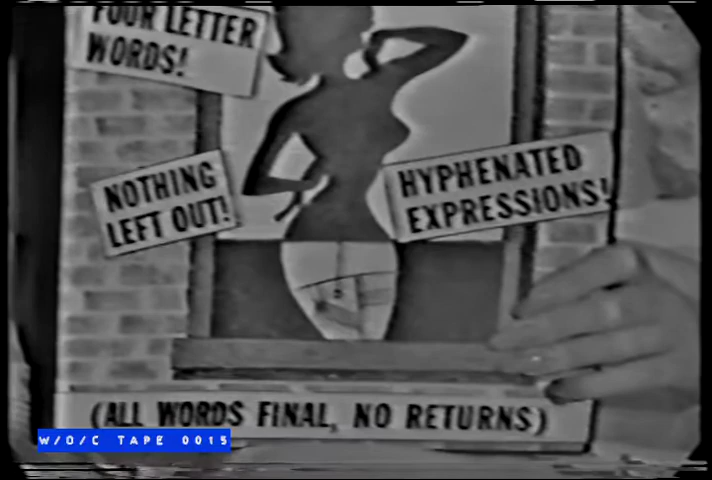 FOUR LETTER
WORDS!
NOTHING
LEFT OUT!
HYPHENATED
EXPRESSIONS!
(ALL WORDS FINAL, NO RETURNS)
W/O/C TAPE 0015